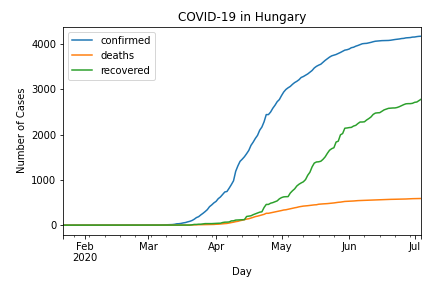 COVID-19 in Hungary
confirmed
deaths
recovered
Number of Cases
4000
3000
2000
1000
0
Feb Mar Apr May Jun Jul
2020
Day